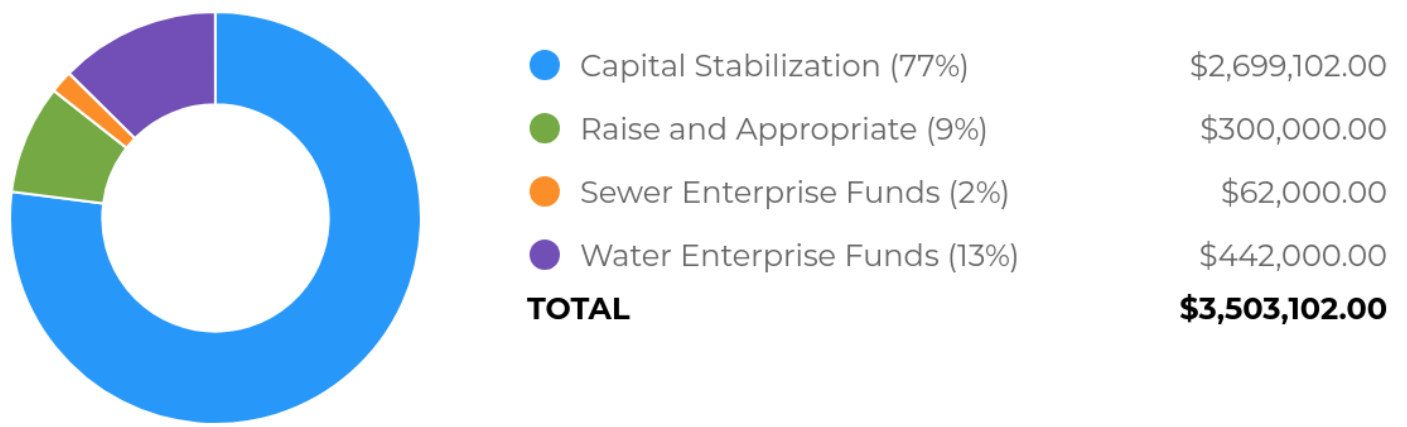 Capital Stabilization (77%) $2,699,102.00
Raise and Appropriate (9%) $300,000.00
Sewer Enterprise Funds (2%) $62,000.00
Water Enterprise Funds (13%) $442,000.00
TOTAL $3,503,102.00